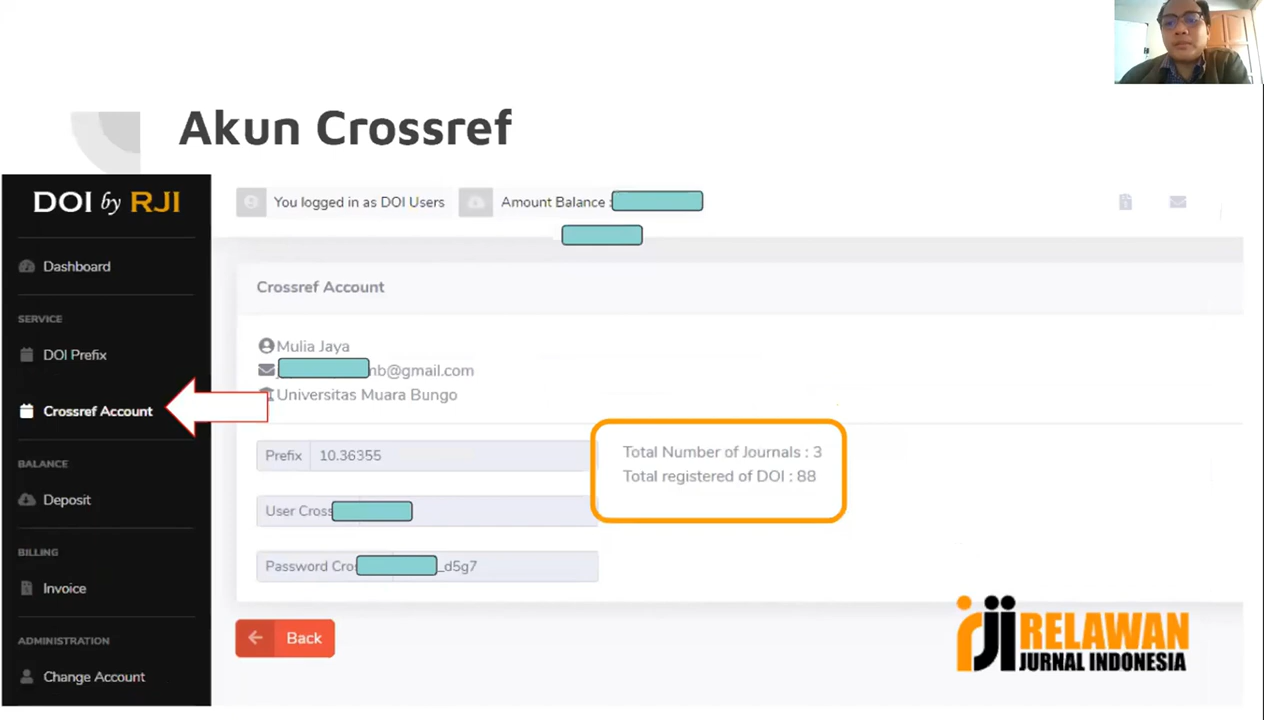 Akun Crossref
DOI by RJI
You logged in as DOI Users
Amount Balance :
Dashboard
SERVICE
DOI Prefix
Crossref Account
BALANCE
Deposit
BILLING
Invoice
ADMINISTRATION
Change Account
Crossref Account
Mulia Jaya
nb@gmail.com
Universitas Muara Bungo
Prefix 10.36355
User Cross
Password Cro _d5g7
Total Number of Journals : 3
Total registered of DOI : 88
Back
rji RELAWAN
JURNAL INDONESIA